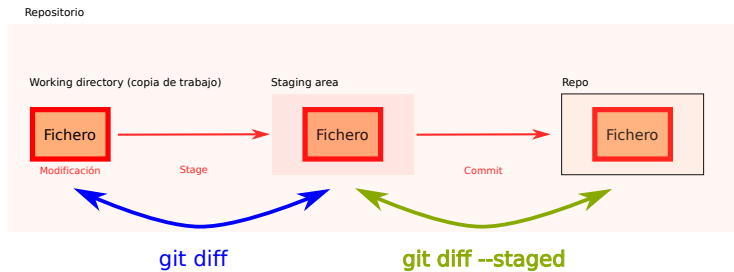 Repositorio
Working directory (copia de trabajo)
Staging area
Repo
Fichero
Fichero
Fichero
Modificación
Stage
Commit
git diff
git diff --staged